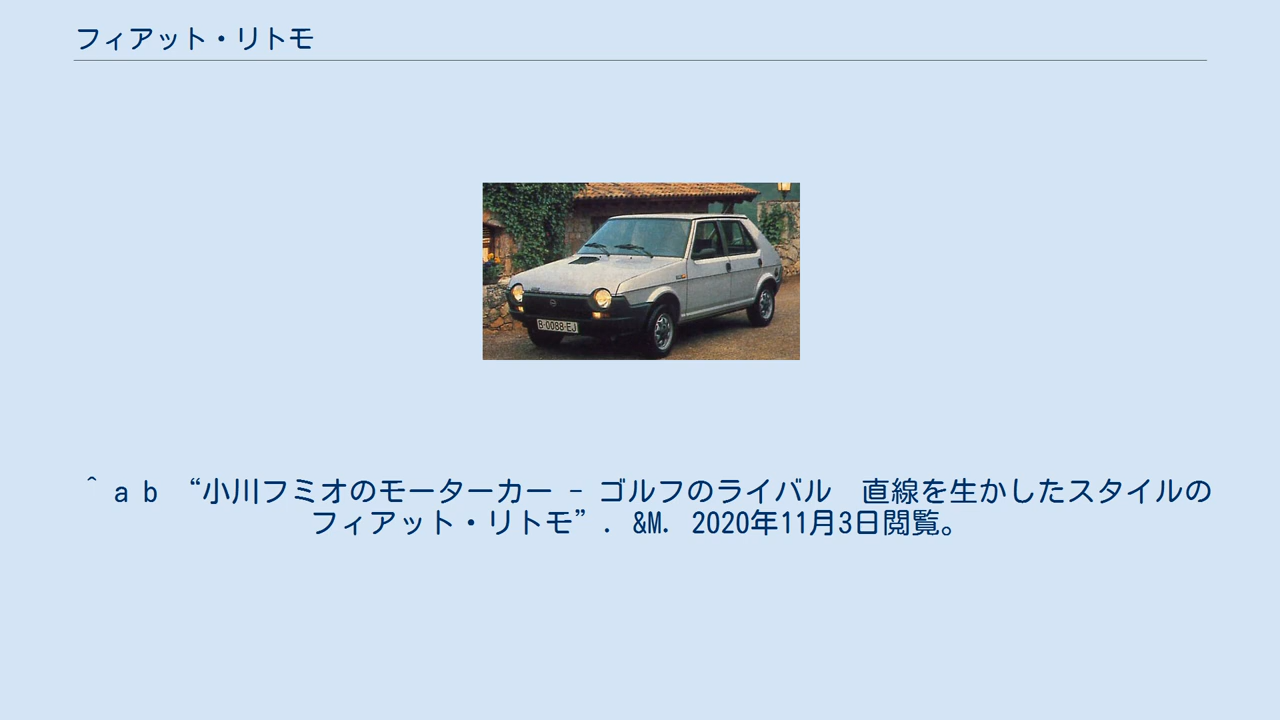 フィアット・リトモ
B-0088-EJ
^ a b “小川フミオのモーターカー - ゴルフのライバル　直線を生かしたスタイルの
フィアット・リトモ”. &M. 2020年11月3日閲覧。